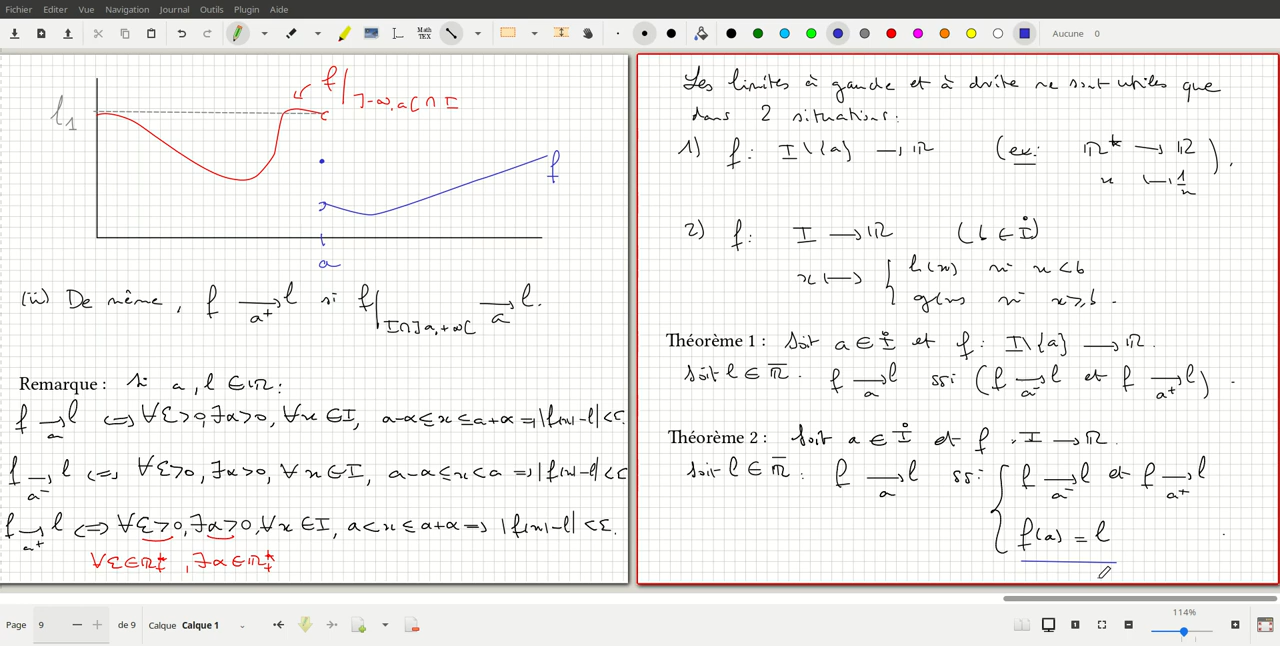 Fichier Editer Vue Navigation Journal Outils Plugin Aide
Math TEX
Aucune 0
l₁
f|]-∞,a[∩I
f
a
(ii) De même, f ⟶ l si f|I∩]a,+∞[ ⟶ l.
a⁺ a
Remarque : Si a, l ∈ ℝ :
f ⟶ l ⟺ ∀ε>0, ∃α>0, ∀x∈I, a-α≤x≤a+α ⟹ |f(x)-l|<ε.
a
f ⟶ l ⟺ ∀ε>0, ∃α>0, ∀x∈I, a-α≤x<a ⟹ |f(x)-l|<ε
a⁻
f ⟶ l ⟺ ∀ε>0, ∃α>0, ∀x∈I, a<x≤a+α ⟹ |f(x)-l|<ε.
a⁺
∀ε∈ℝ₊*, ∃α∈ℝ₊*
Les limites à gauche et à droite ne sont utiles que
dans 2 situations :
1) f : I\{a} ⟶ ℝ (ex: ℝ* ⟶ ℝ).
x ⟼ 1/x
2) f : I ⟶ ℝ (b ∈ I̊)
x ⟼ { h(x) si x<b
g(x) si x≥b.
Théorème 1 : Soit a ∈ I̊ et f : I\{a} ⟶ ℝ.
Soit l ∈ ℝ̄. f ⟶ l ssi (f ⟶ l et f ⟶ l).
a a⁻ a⁺
Théorème 2 : Soit a ∈ I̊ et f : I ⟶ ℝ.
Soit l ∈ ℝ̄. f ⟶ l ssi { f ⟶ l et f ⟶ l
a a⁻ a⁺
f(a) = l
Page 9 de 9 Calque Calque 1 114%